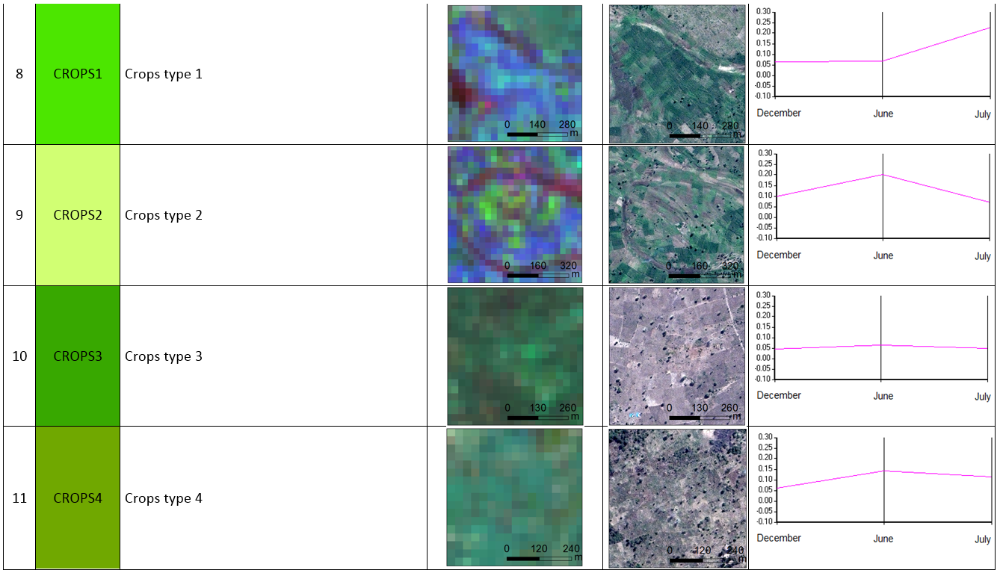 8 CROPS1 Crops type 1
0 140 280
m
0 140 280
m
0.30
0.25
0.20
0.15
0.10
0.05
0.00
-0.05
-0.10
December June July
9 CROPS2 Crops type 2
0 160 320
m
0 160 320
m
0.30
0.25
0.20
0.15
0.10
0.05
0.00
-0.05
-0.10
December June July
10 CROPS3 Crops type 3
0 130 260
m
0 130 260
m
0.30
0.25
0.20
0.15
0.10
0.05
0.00
-0.05
-0.10
December June July
11 CROPS4 Crops type 4
0 120 240
m
0 120 240
m
0.30
0.25
0.20
0.15
0.10
0.05
0.00
-0.05
-0.10
December June July